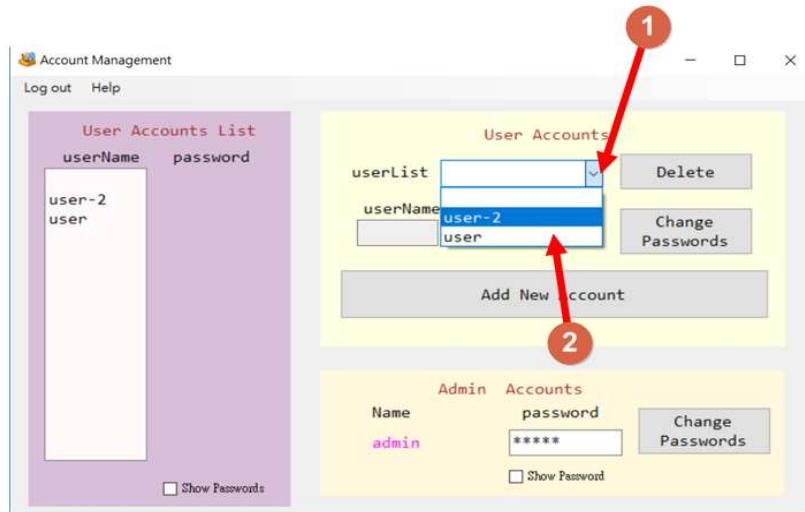 1
Account Management
Log out Help
User Accounts List
userName password
user-2
user
Show Passwords
User Accounts
userList
Delete
user-2
user
userName
Change
Passwords
Add New Account
2
Admin Accounts
Name password
admin
*****
Change
Passwords
Show Password